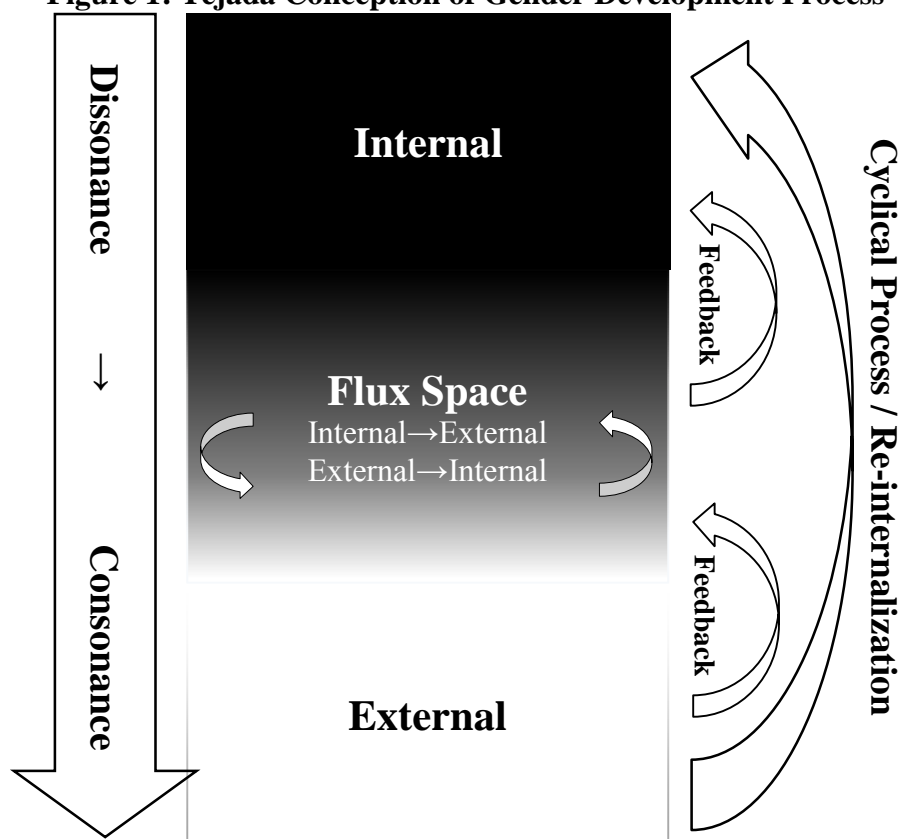 Figure 1: Tejada Conception of Gender Development Process
Dissonance
→
Consonance
Internal
Flux Space
Internal→External
External→Internal
External
Feedback
Feedback
Cyclical Process / Re-internalization